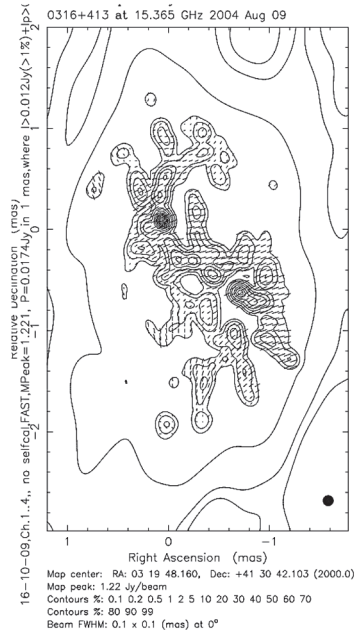 0316+413 at 15.365 GHz 2004 Aug 09
16-10-09,Ch.1..4,, no selfcal,FAST,MPeak=1.221, P=0.0174Jy in 1 mas,where I>0.012Jy(>1%)+|p>(
Relative Declination (mas)
2
1
0
−1
−2
1
0
−1
Right Ascension (mas)
Map center: RA: 03 19 48.160, Dec: +41 30 42.103 (2000.0)
Map peak: 1.22 Jy/beam
Contours %: 0.1 0.2 0.5 1 2 5 10 20 30 40 50 60 70
Contours %: 80 90 99
Beam FWHM: 0.1 x 0.1 (mas) at 0°